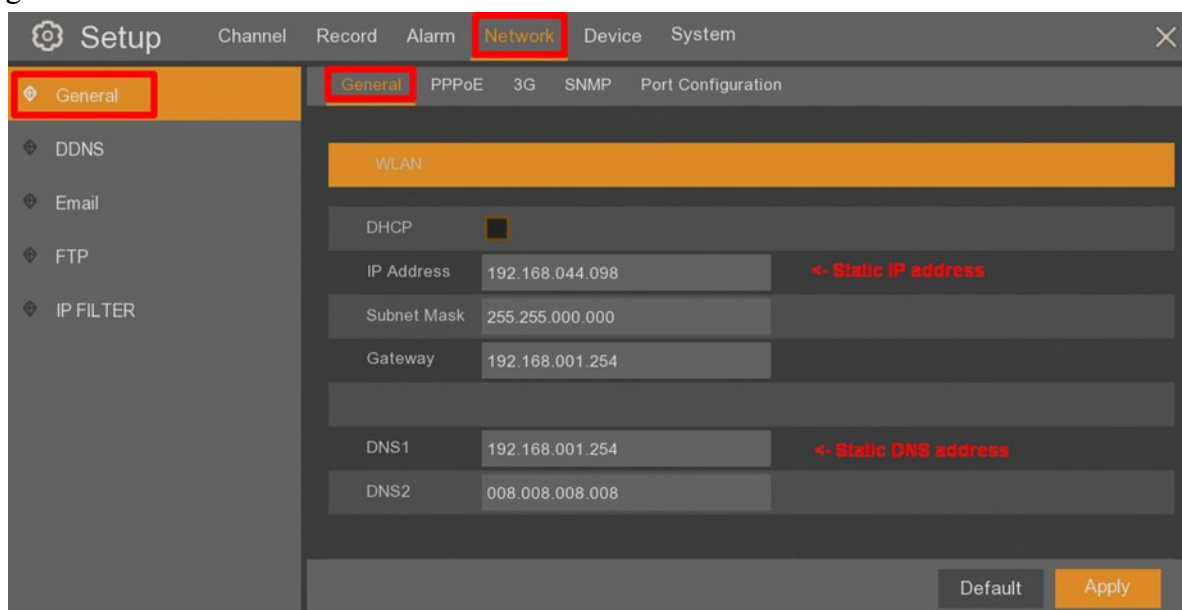 Setup Channel Record Alarm Network Device System
General PPPoE 3G SNMP Port Configuration
General
DDNS
Email
FTP
IP FILTER
WLAN
DHCP
IP Address 192.168.044.098 <- Static IP address
Subnet Mask 255.255.000.000
Gateway 192.168.001.254
DNS1 192.168.001.254 <- Static DNS address
DNS2 008.008.008.008
Default Apply